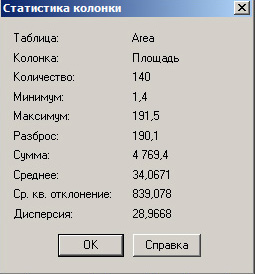 Статистика колонки
Таблица: Area
Колонка: Площадь
Количество: 140
Минимум: 1,4
Максимум: 191,5
Разброс: 190,1
Сумма: 4 769,4
Среднее: 34,0671
Ср. кв. отклонение: 839,078
Дисперсия: 28,9668
OK Справка